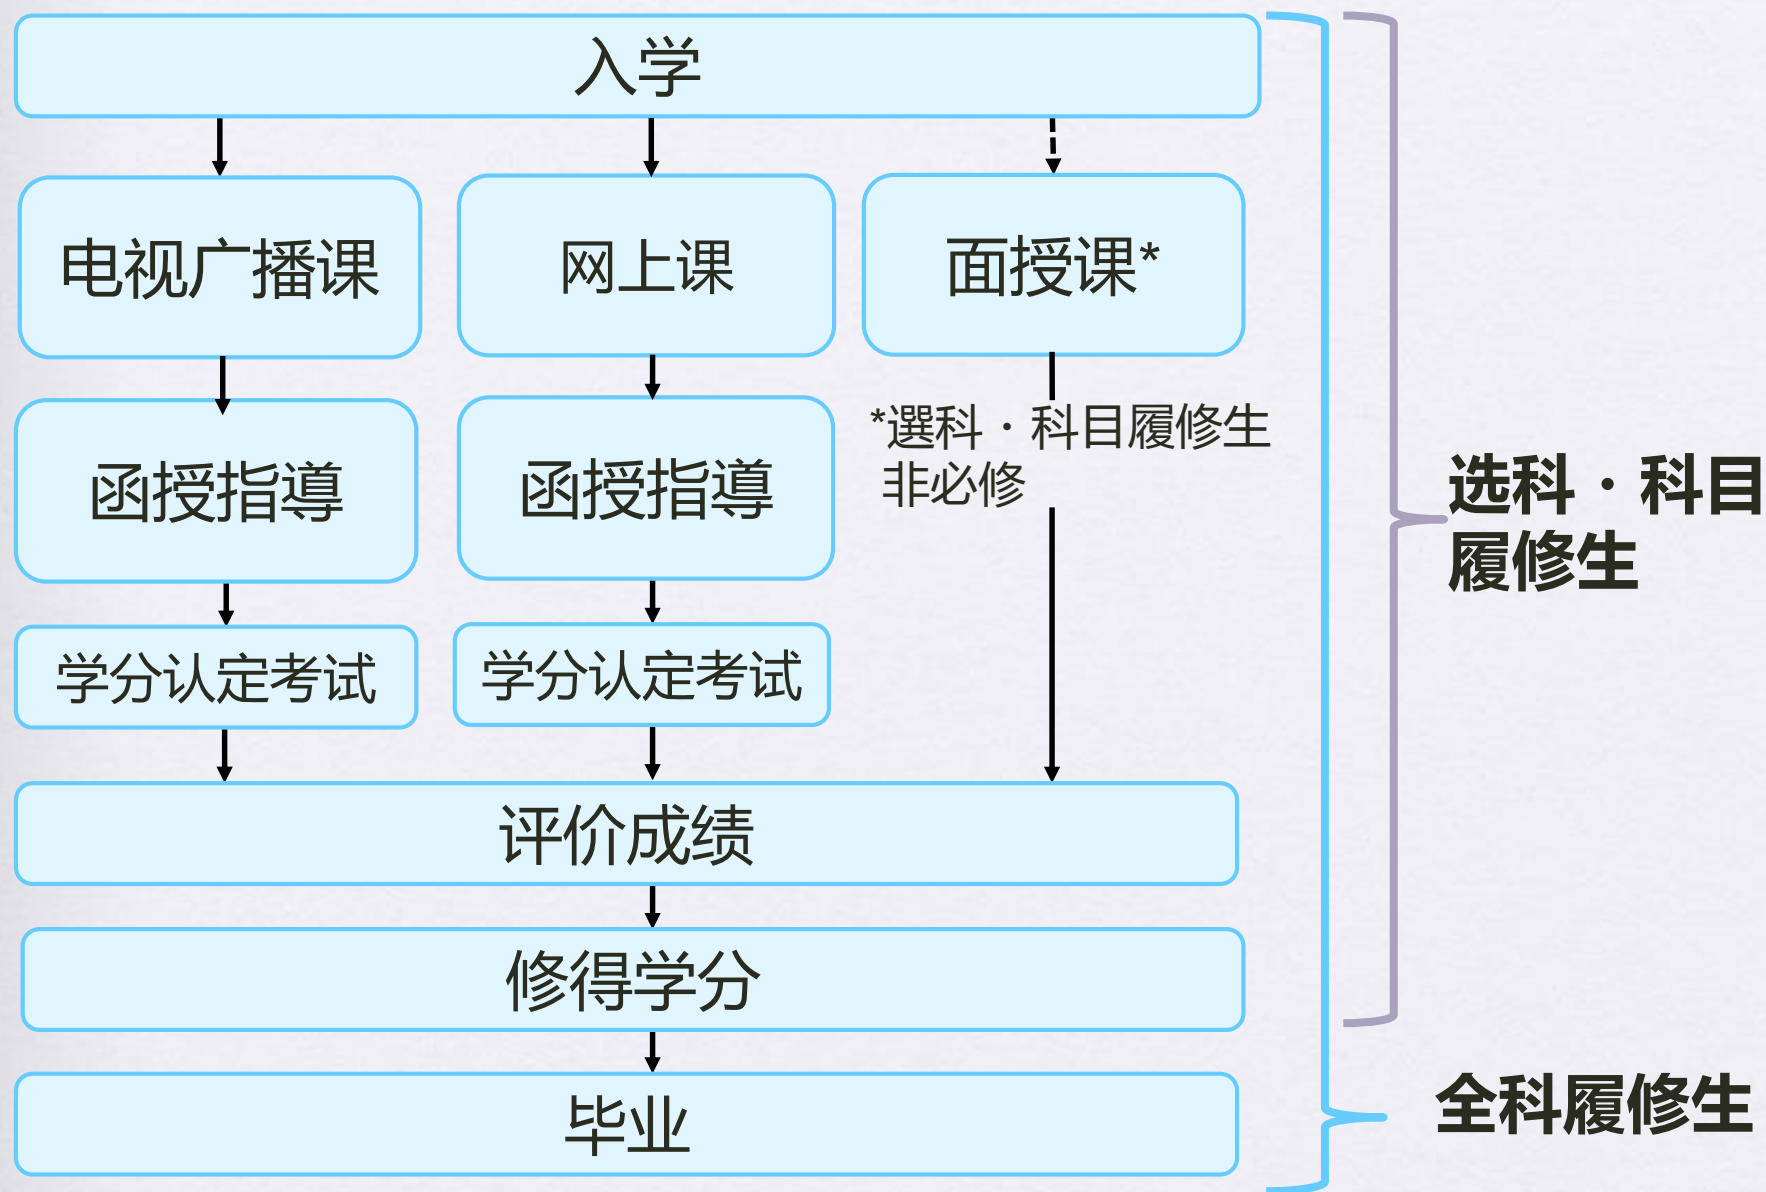 入学
电视广播课
网上课
面授课*
函授指導
函授指導
*選科・科目履修生
非必修
选科・科目
履修生
学分认定考试
学分认定考试
评价成绩
修得学分
毕业
全科履修生